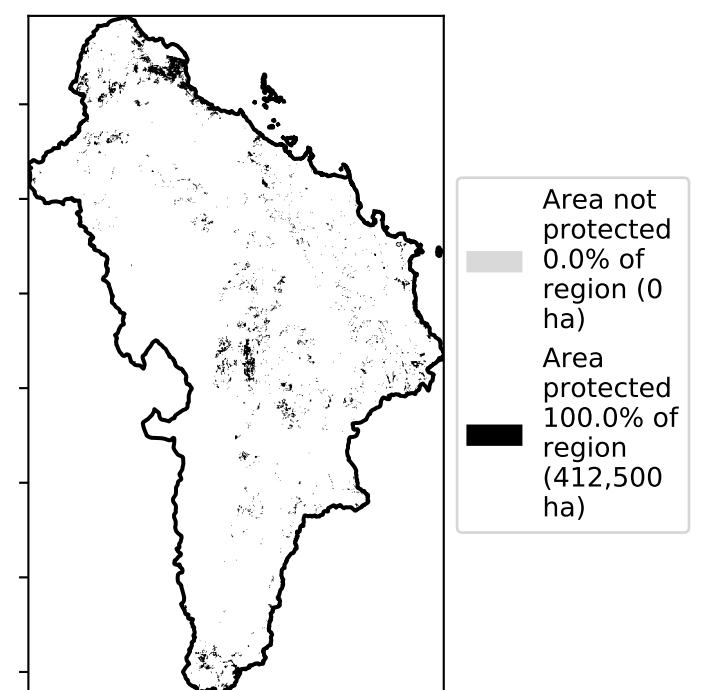 Area not
protected
0.0% of
region (0
ha)
Area
protected
100.0% of
region
(412,500
ha)